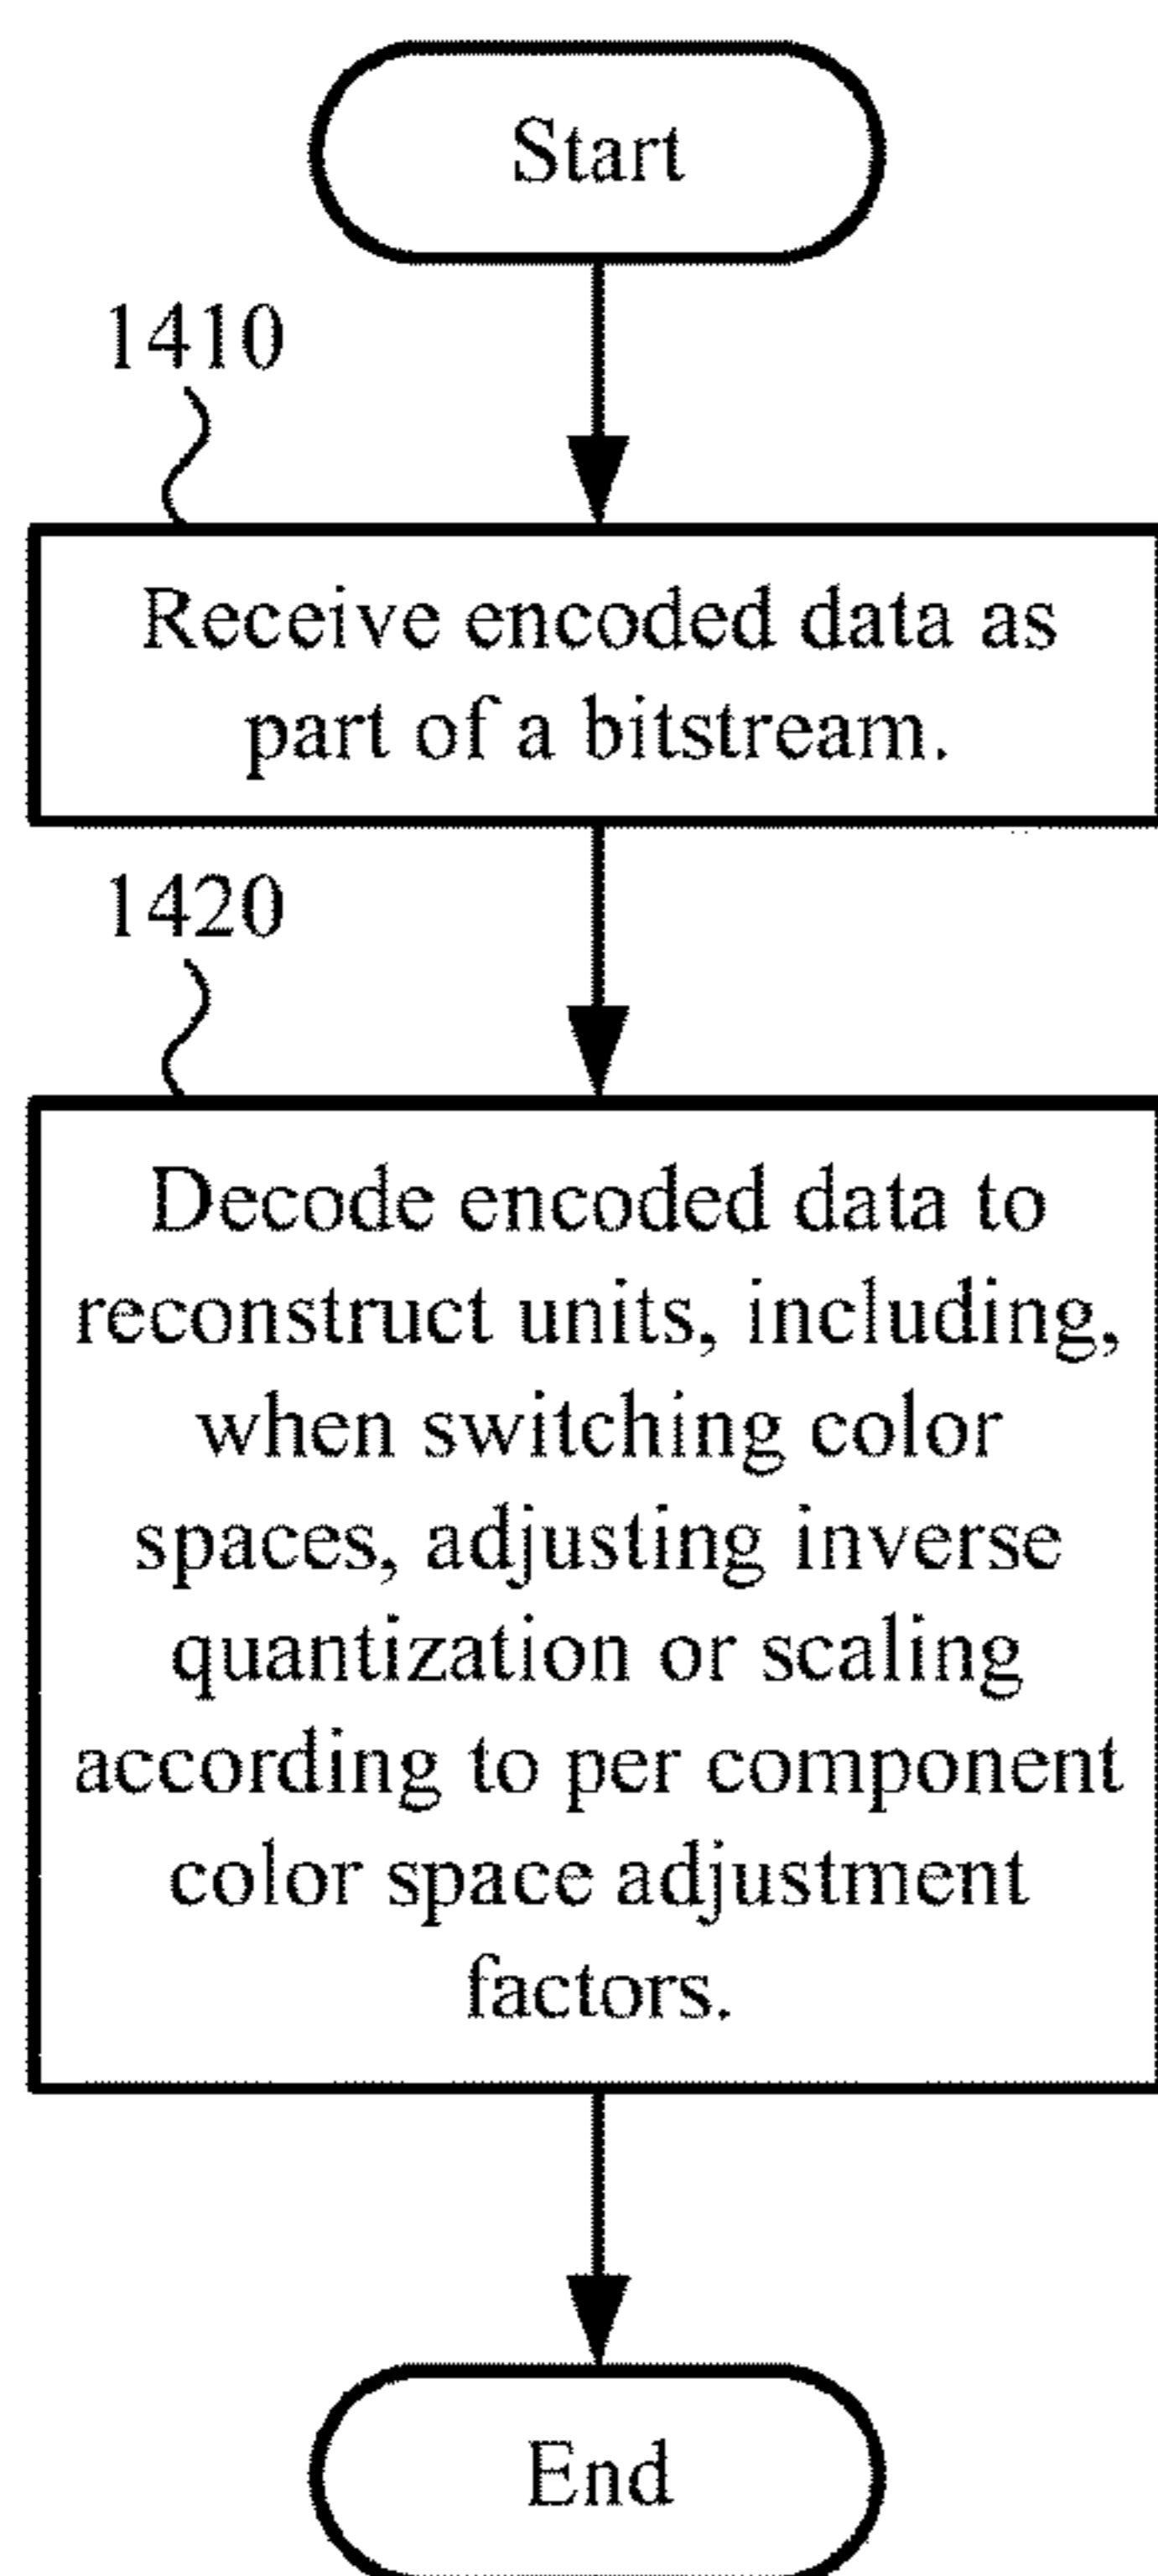 Start
1410
Receive encoded data as
part of a bitstream.
1420
Decode encoded data to
reconstruct units, including,
when switching color
spaces, adjusting inverse
quantization or scaling
according to per component
color space adjustment
factors.
End